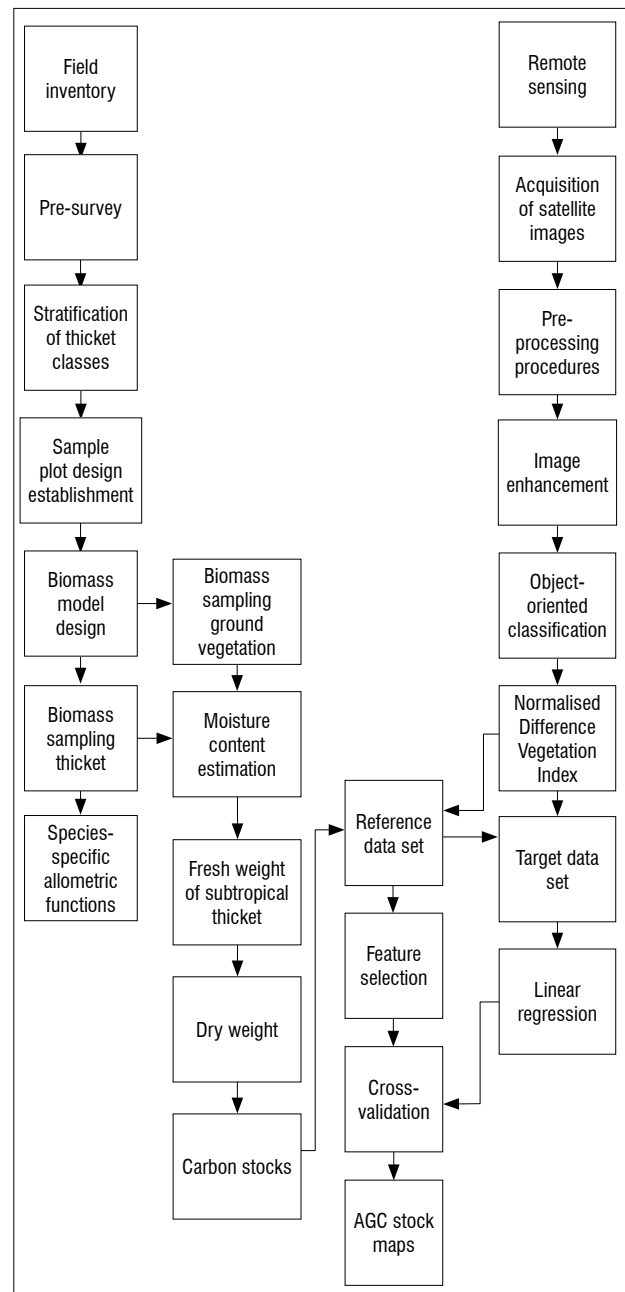 Field
inventory
Pre-survey
Stratification
of thicket
classes
Sample
plot design
establishment
Biomass
model
design
Biomass
sampling
thicket
Species-
specific
allometric
functions
Biomass
sampling
ground
vegetation
Moisture
content
estimation
Fresh weight
of subtropical
thicket
Dry weight
Carbon stocks
Reference
data set
Feature
selection
Cross-
validation
AGC stock
maps
Remote
sensing
Acquisition
of satellite
images
Pre-
processing
procedures
Image
enhancement
Object-
oriented
classification
Normalised
Difference
Vegetation
Index
Target data
set
Linear
regression